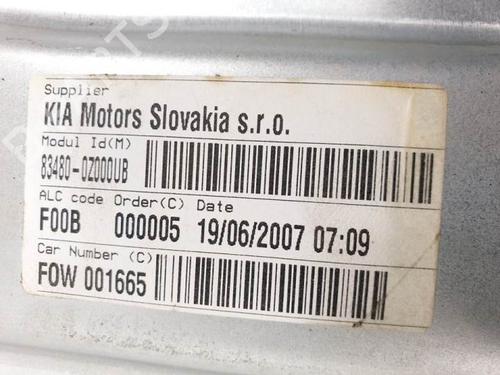 Supplier
KIA Motors Slovakia s.r.o.
Modul Id(M)
83480-0Z000UB
ALC code Order(C) Date
F00B 000005 19/06/2007 07:09
Car Number (C)
FOW 001665